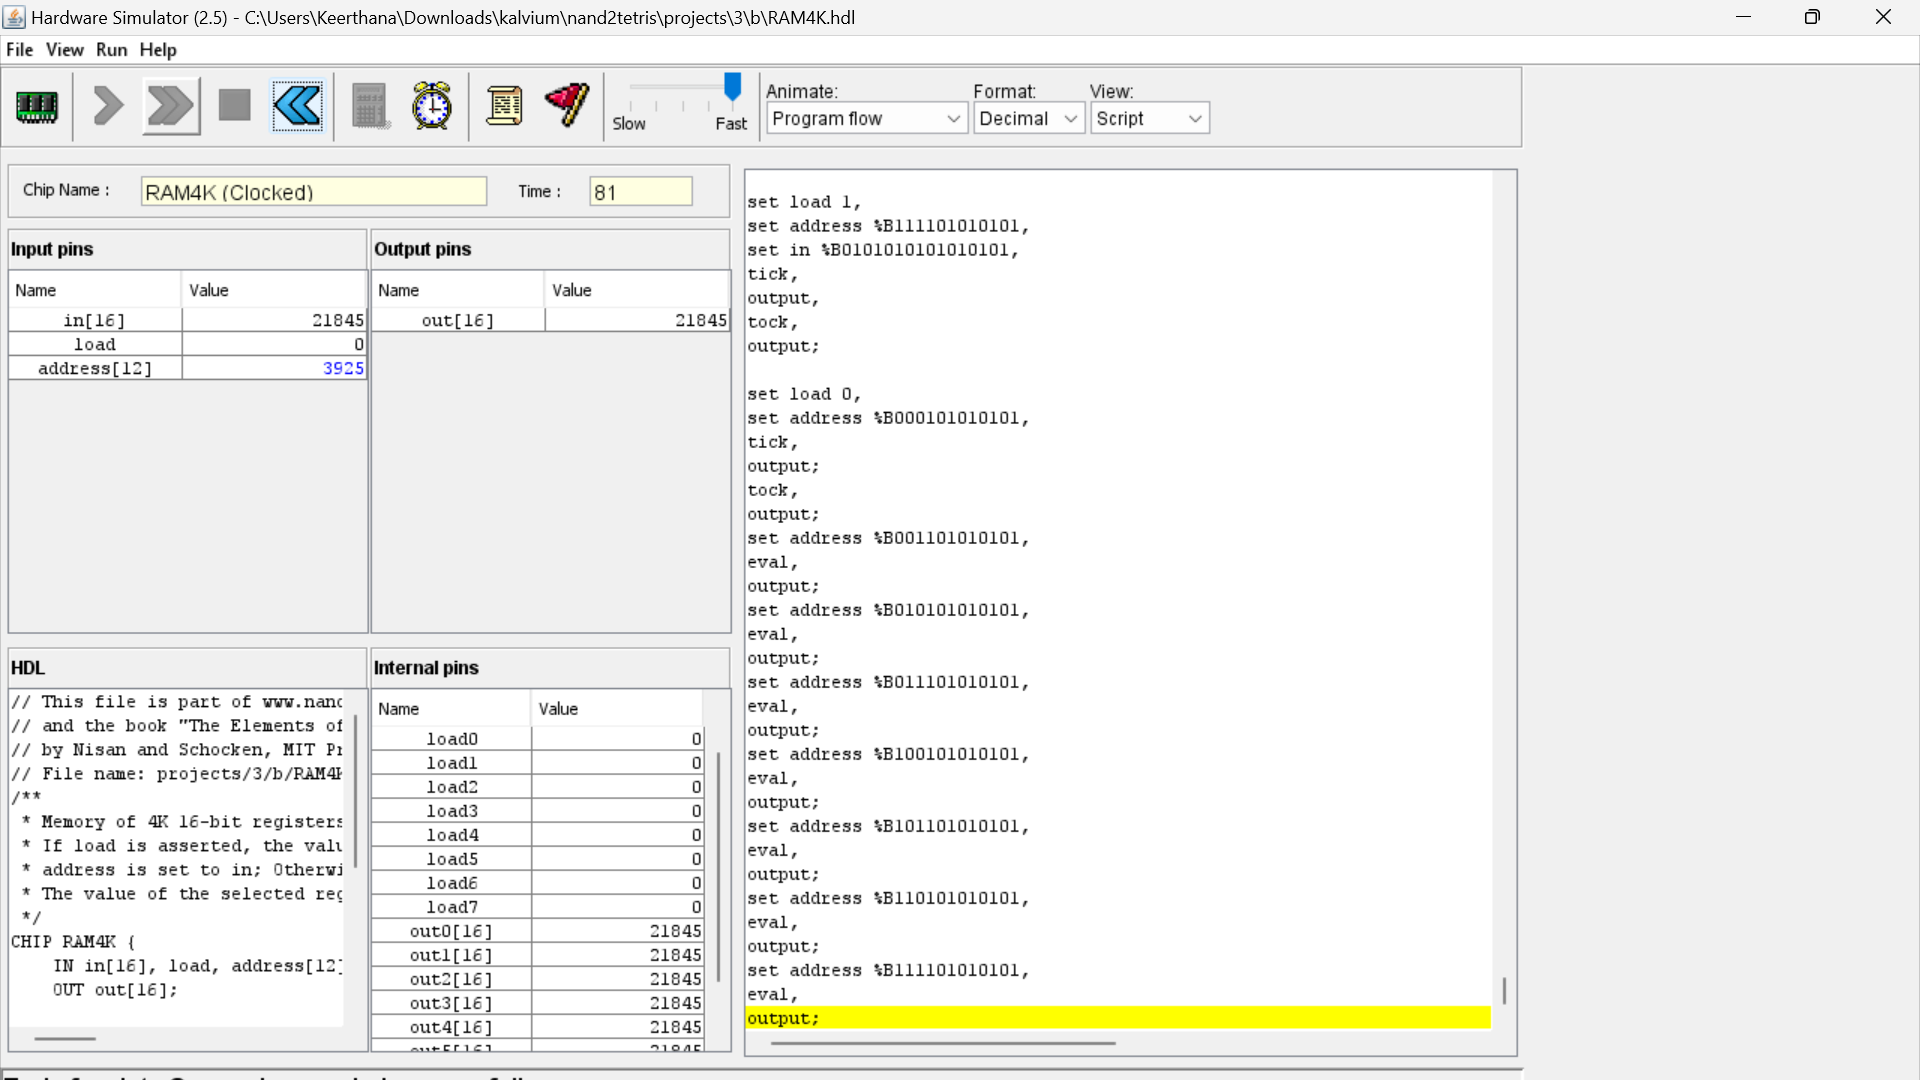 Hardware Simulator (2.5) - C:\Users\Keerthana\Downloads\kalvium\nand2tetris\projects\3\b\RAM4K.hdl
File View Run Help
Slow Fast
Animate:
Program flow
Format:
Decimal
View:
Script
Chip Name :
RAM4K (Clocked)
Time :
81
Input pins
Name Value
in[16] 21845
load 0
address[12] 3925
Output pins
Name Value
out[16] 21845
HDL
// This file is part of www.nand
// and the book "The Elements of
// by Nisan and Schocken, MIT Pr
// File name: projects/3/b/RAM4K
/**
* Memory of 4K 16-bit registers
* If load is asserted, the valu
* address is set to in; Otherwi
* The value of the selected reg
*/
CHIP RAM4K {
IN in[16], load, address[12]
OUT out[16];
Internal pins
Name Value
load0 0
load1 0
load2 0
load3 0
load4 0
load5 0
load6 0
load7 0
out0[16] 21845
out1[16] 21845
out2[16] 21845
out3[16] 21845
out4[16] 21845
out5[16] 21845
set load 1,
set address %B111101010101,
set in %B0101010101010101,
tick,
output,
tock,
output;
set load 0,
set address %B000101010101,
tick,
output;
tock,
output;
set address %B001101010101,
eval,
output;
set address %B010101010101,
eval,
output;
set address %B011101010101,
eval,
output;
set address %B100101010101,
eval,
output;
set address %B101101010101,
eval,
output;
set address %B110101010101,
eval,
output;
set address %B111101010101,
eval,
output;